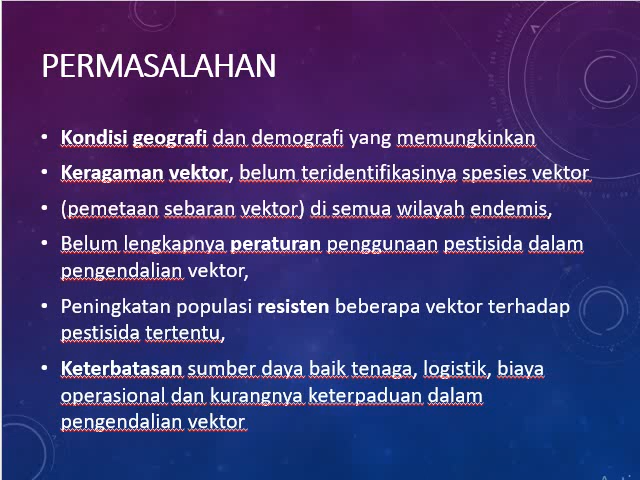 PERMASALAHAN
• Kondisi geografi dan demografi yang memungkinkan
• Keragaman vektor, belum teridentifikasinya spesies vektor
• (pemetaan sebaran vektor) di semua wilayah endemis,
• Belum lengkapnya peraturan penggunaan pestisida dalam
pengendalian vektor,
• Peningkatan populasi resisten beberapa vektor terhadap
pestisida tertentu,
• Keterbatasan sumber daya baik tenaga, logistik, biaya
operasional dan kurangnya keterpaduan dalam
pengendalian vektor